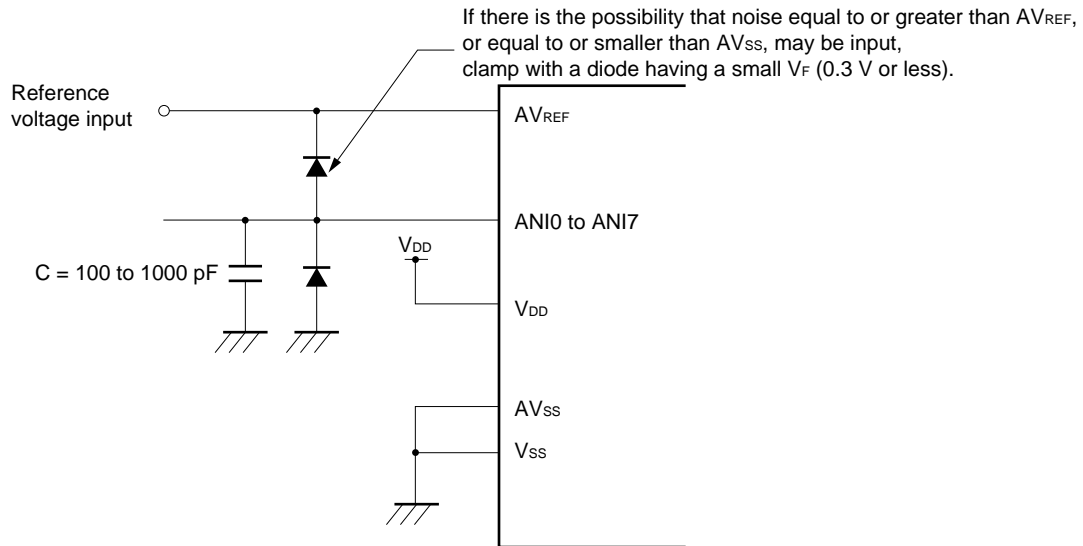 If there is the possibility that noise equal to or greater than AVREF,
or equal to or smaller than AVSS, may be input,
clamp with a diode having a small VF (0.3 V or less).
Reference
voltage input
AVREF
ANI0 to ANI7
VDD
C = 100 to 1000 pF
VDD
AVSS
VSS